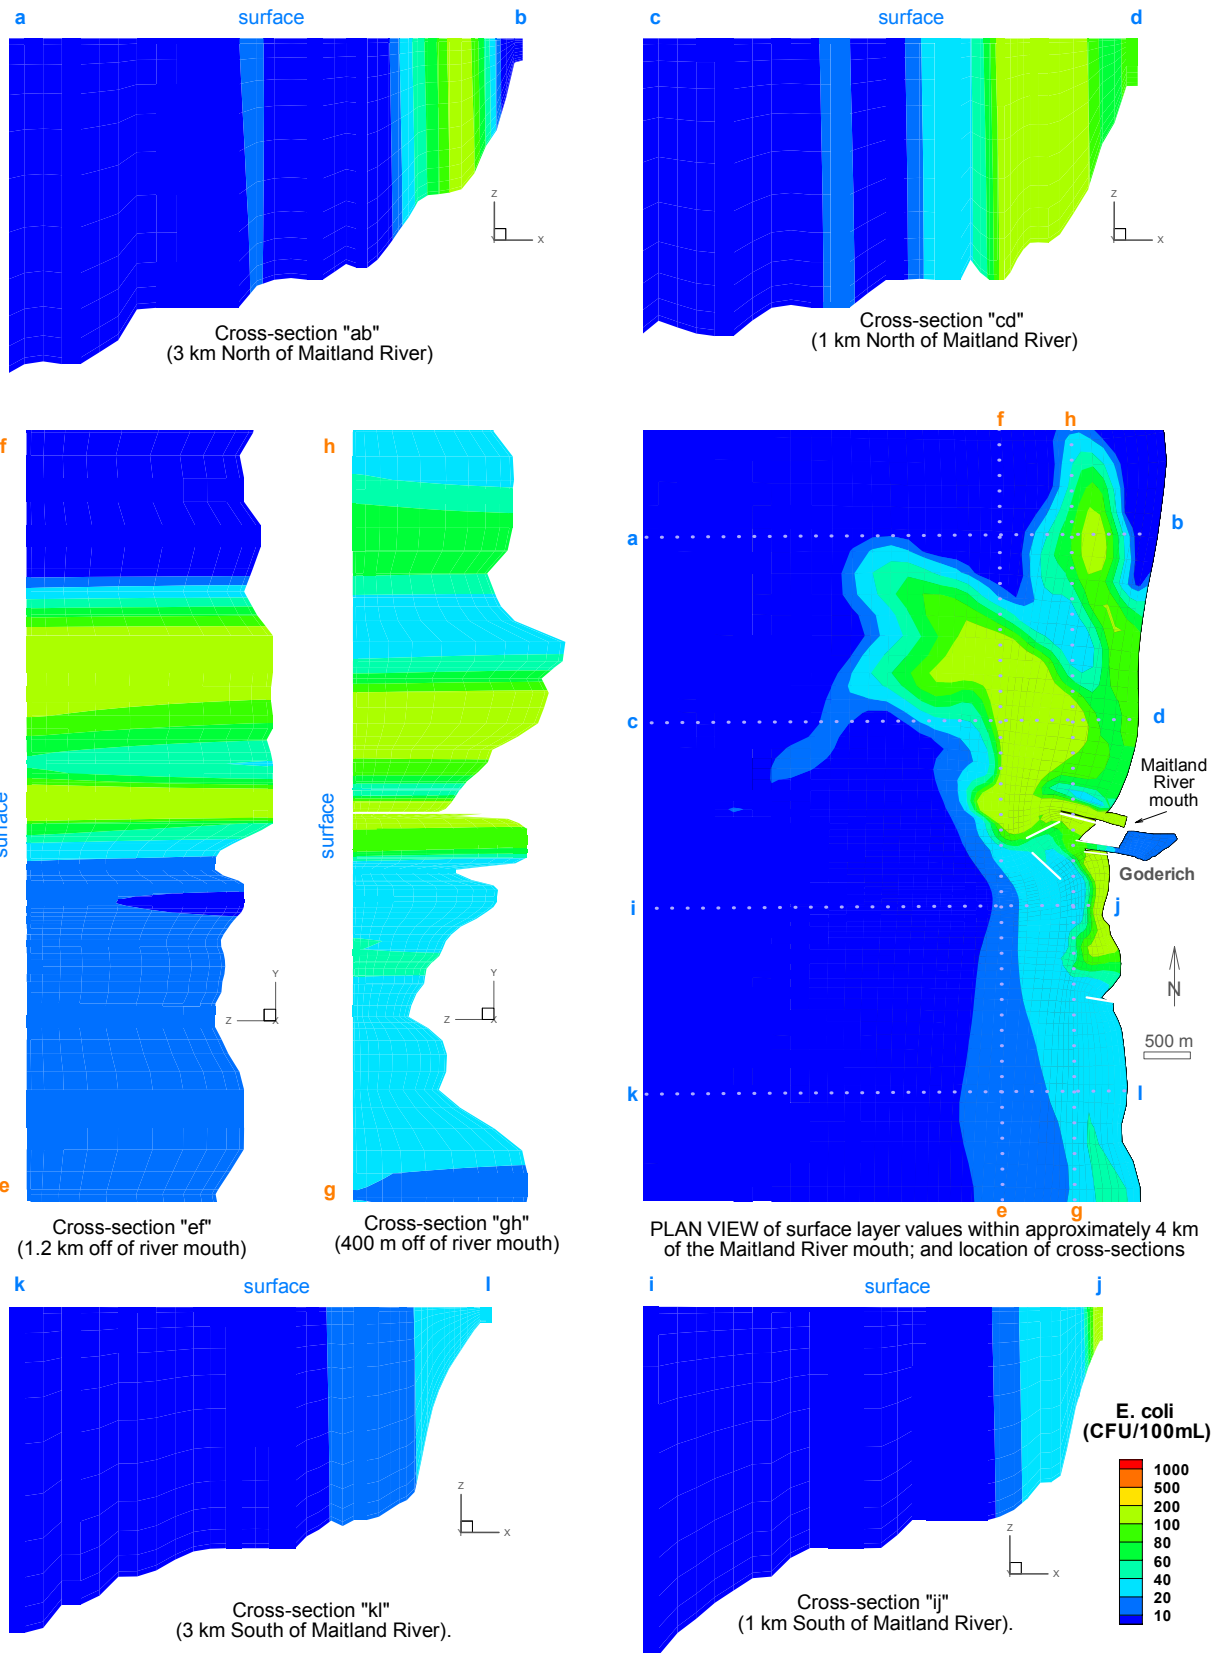 a surface b
c surface d
Z
X
Y
Z
X
Cross-section "ab"
(3 km North of Maitland River)
Cross-section "cd"
(1 km North of Maitland River)
f
h
f h
a
b
c
d
Maitland
River
mouth
surface
surface
Goderich
i
j
Y
Z
X
Y
Z
X
N
500 m
k
l
e
g
e g
Cross-section "ef"
(1.2 km off of river mouth)
Cross-section "gh"
(400 m off of river mouth)
PLAN VIEW of surface layer values within approximately 4 km
of the Maitland River mouth; and location of cross-sections
k surface l
i surface j
E. coli
(CFU/100mL)
1000
500
200
100
80
60
40
20
10
Z
Y
X
Z
X
Cross-section "kl"
(3 km South of Maitland River).
Cross-section "ij"
(1 km South of Maitland River).